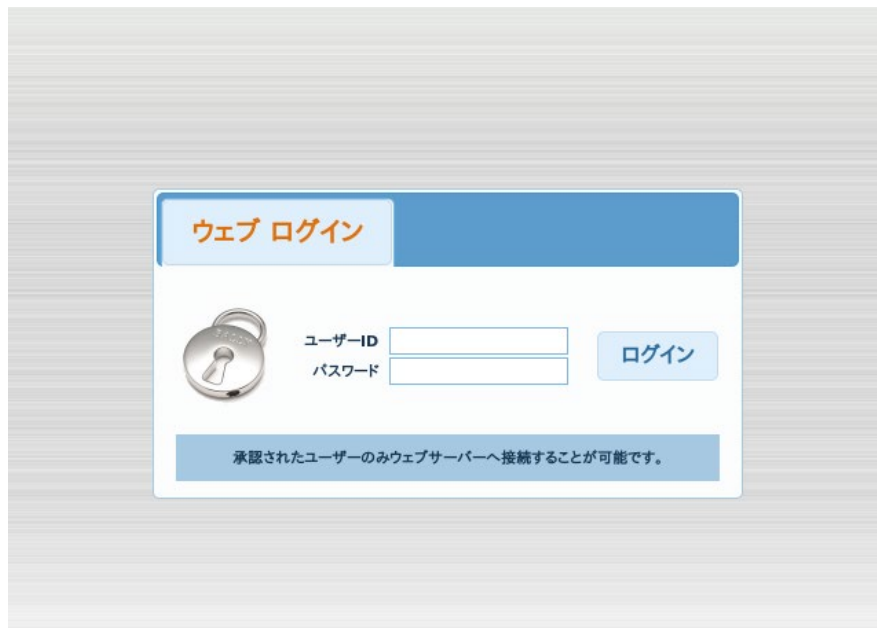 ウェブ ログイン
ユーザーID
パスワード
ログイン
承認されたユーザーのみウェブサーバーへ接続することが可能です。